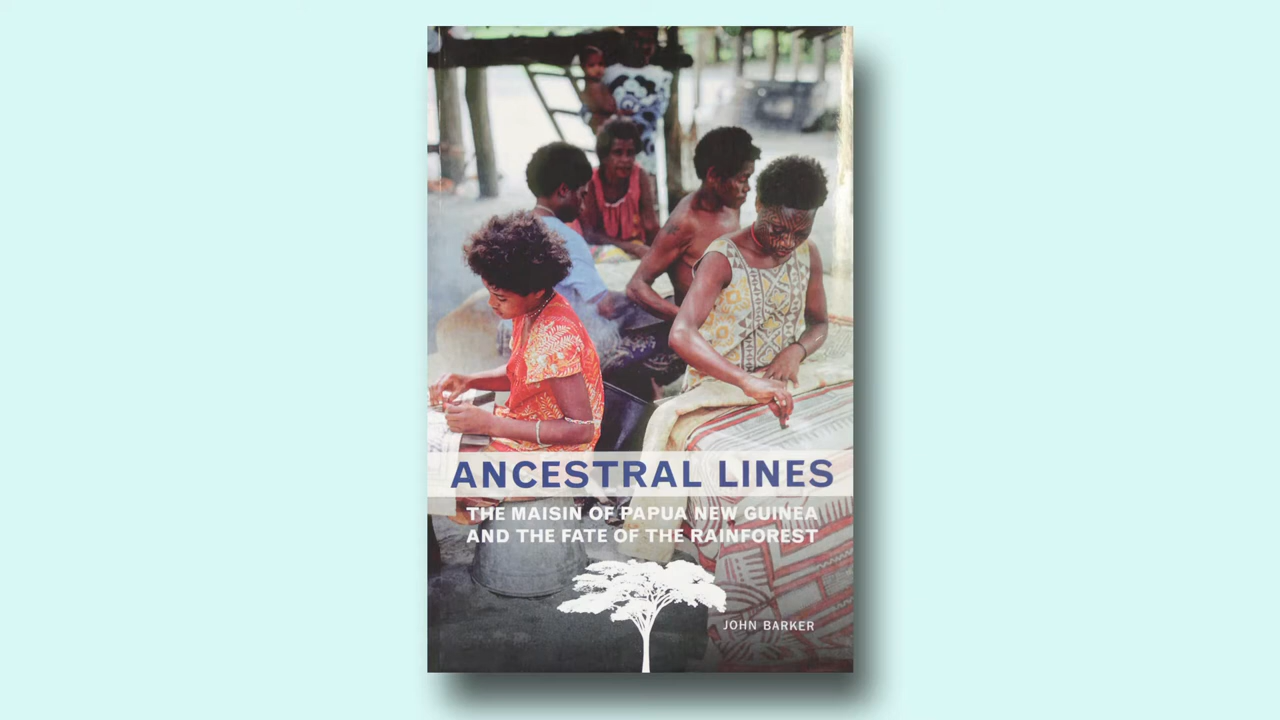 ANCESTRAL LINES
THE MAISIN OF PAPUA NEW GUINEA
AND THE FATE OF THE RAINFOREST
JOHN BARKER